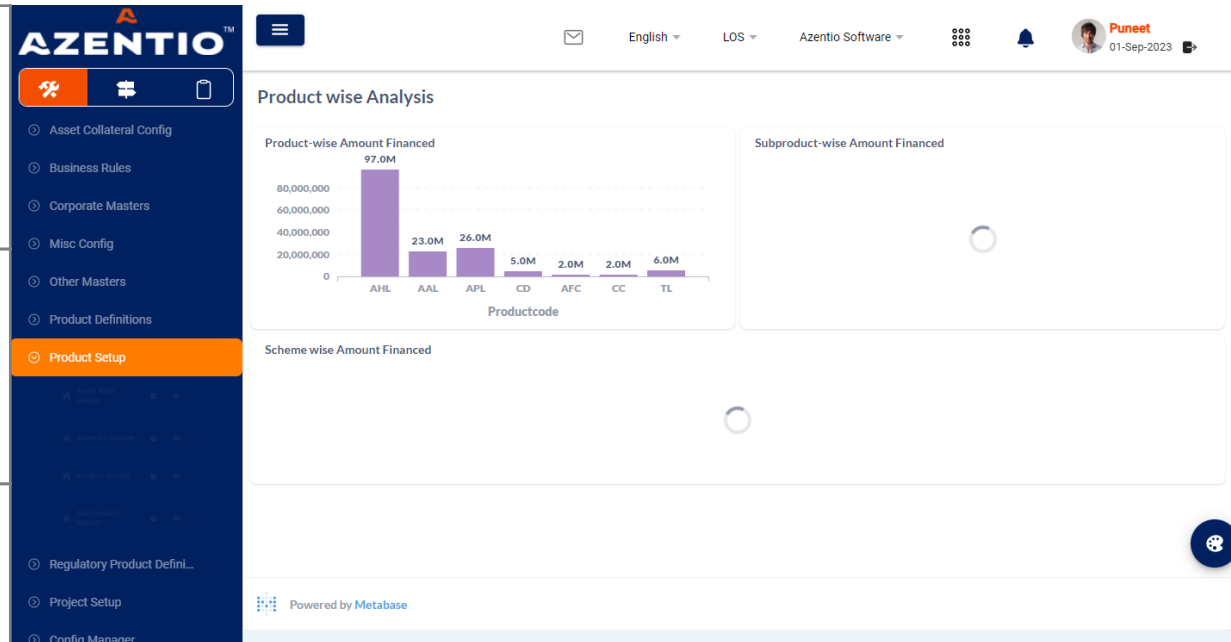 AZENTIO™
English
LOS
Azentio Software
Puneet
01-Sep-2023
Asset Collateral Config
Business Rules
Corporate Masters
Misc Config
Other Masters
Product Definitions
Product Setup
Regulatory Product Defini...
Project Setup
Config Manager
Product wise Analysis
Product-wise Amount Financed
97.0M
80,000,000
60,000,000
40,000,000
20,000,000
0
23.0M
26.0M
5.0M
2.0M
2.0M
6.0M
AHL AAL APL CD AFC CC TL
Productcode
Subproduct-wise Amount Financed
Scheme wise Amount Financed
Powered by Metabase